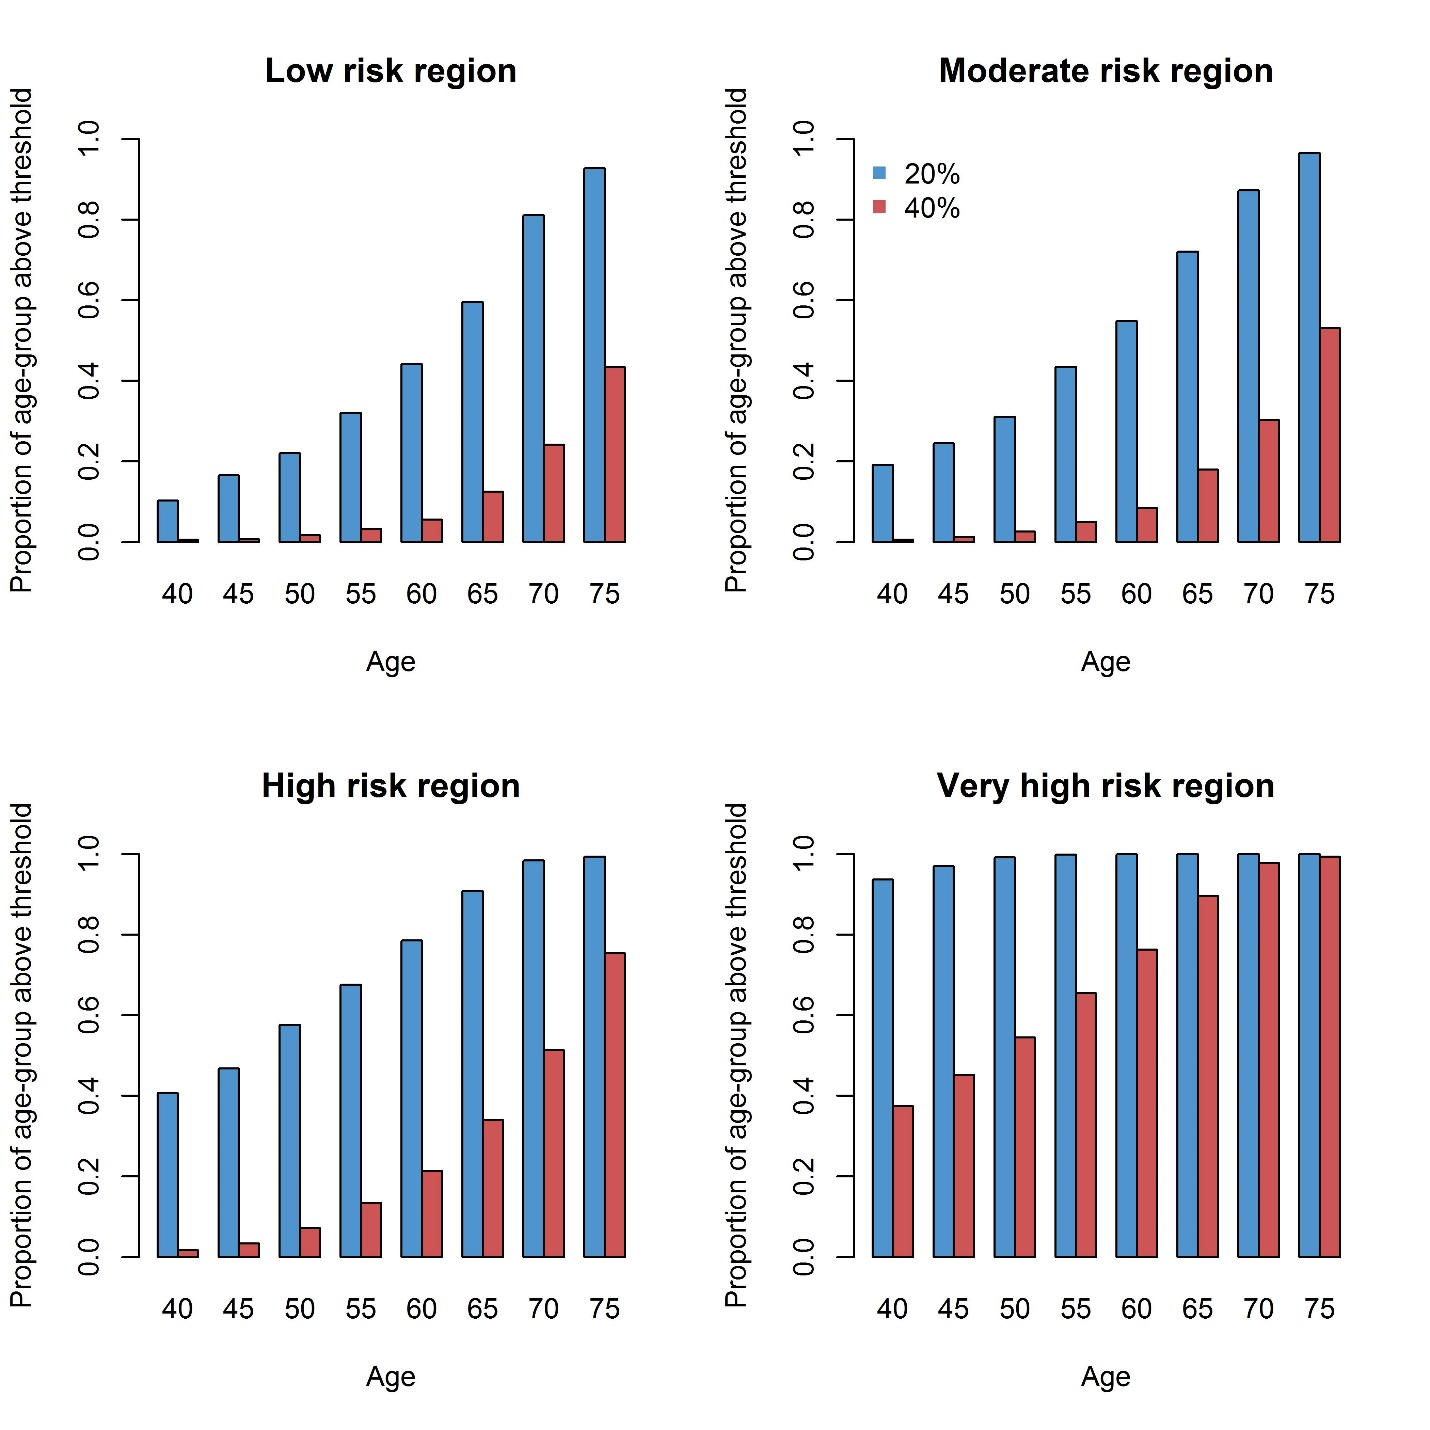 Low risk region
Proportion of age-group above threshold
1.0
0.8
0.6
0.4
0.2
0.0
40 45 50 55 60 65 70 75
Age
Moderate risk region
Proportion of age-group above threshold
1.0
0.8
0.6
0.4
0.2
0.0
20%
40%
40 45 50 55 60 65 70 75
Age
High risk region
Proportion of age-group above threshold
1.0
0.8
0.6
0.4
0.2
0.0
40 45 50 55 60 65 70 75
Age
Very high risk region
Proportion of age-group above threshold
1.0
0.8
0.6
0.4
0.2
0.0
40 45 50 55 60 65 70 75
Age